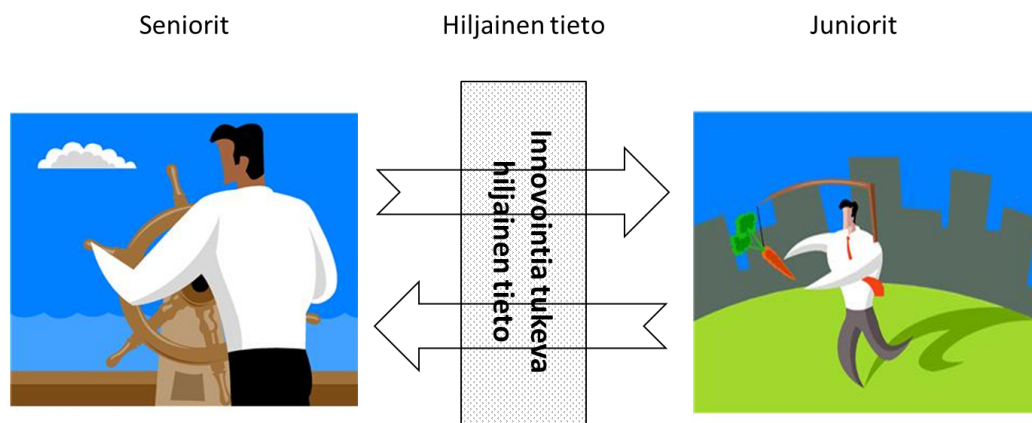 Seniorit
Hiljainen tieto
Juniorit
Innovointia tukeva
hiljainen tieto